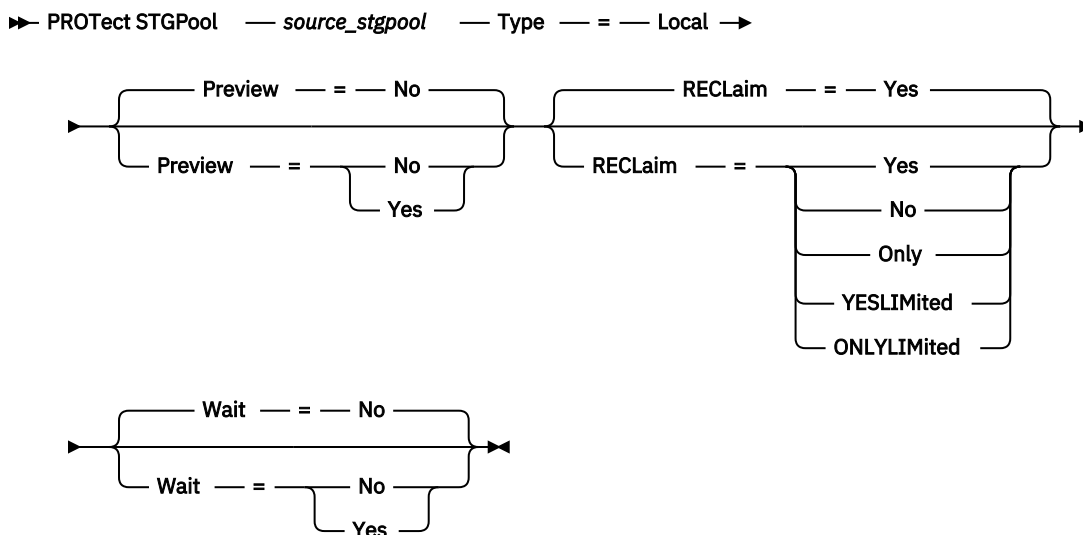 PROTect STGPool source_stgpool Type = Local
Preview = No RECLaim = Yes
Preview = No RECLaim = Yes
Yes No
Only
YESLIMited
ONLYLIMited
Wait = No
Wait = No
Yes